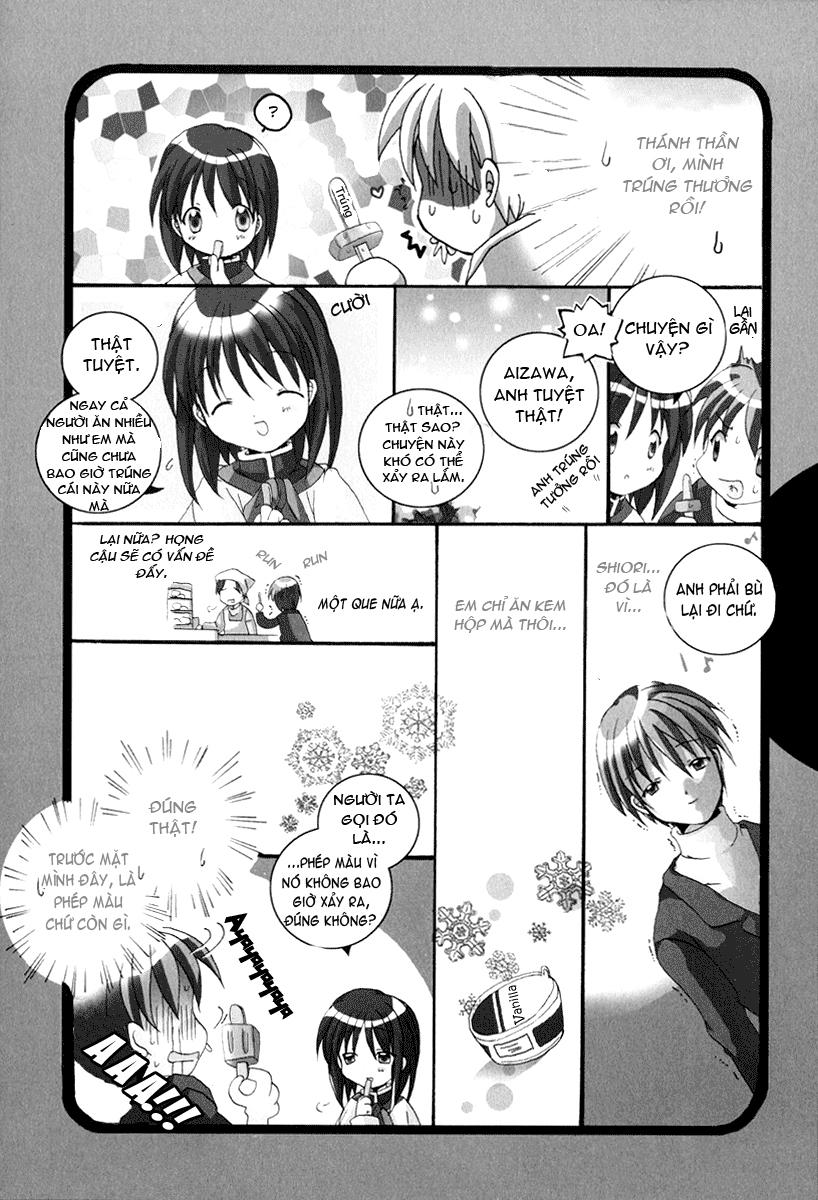 THÁNH THẦN
ƠI, MÌNH
TRÚNG THƯỞNG
RỒI!
?
Trúng
LẠI
GẦN
CHUYỆN GÌ
VẬY?
OA!
AIZAWA,
ANH TUYỆT
THẬT!
ANH TRÚNG
TƯỞNG RỒI
THẬT...
THẬT SAO?
CHUYỆN NÀY
KHÓ CÓ THỂ
XẢY RA LẮM.
CƯỜI
THẬT
TUYỆT.
NGAY CẢ
NGƯỜI ĂN NHIỀU
NHƯ EM MÀ
CŨNG CHƯA
BAO GIỜ TRÚNG
CÁI NÀY NỮA
MÀ
ANH PHẢI BÙ
LẠI ĐI CHỨ.
SHIORI...
ĐÓ LÀ
VÌ...
EM CHỈ ĂN KEM
HỘP MÀ THÔI...
Vanilla
LẠI NỮA? HỌNG
CẬU SẼ CÓ VẤN ĐỀ
ĐẤY.
RUN
RUN
MỘT QUE NỮA Ạ.
NGƯỜI TA
GỌI ĐÓ
LÀ...
...PHÉP MÀU VÌ
NÓ KHÔNG BAO
GIỜ XẢY RA,
ĐÚNG KHÔNG?
ĐÚNG
THẬT!
TRƯỚC MẶT
MÌNH ĐÂY, LÀ
PHÉP MÀU
CHỨ CÒN GÌ.
AAA!!!